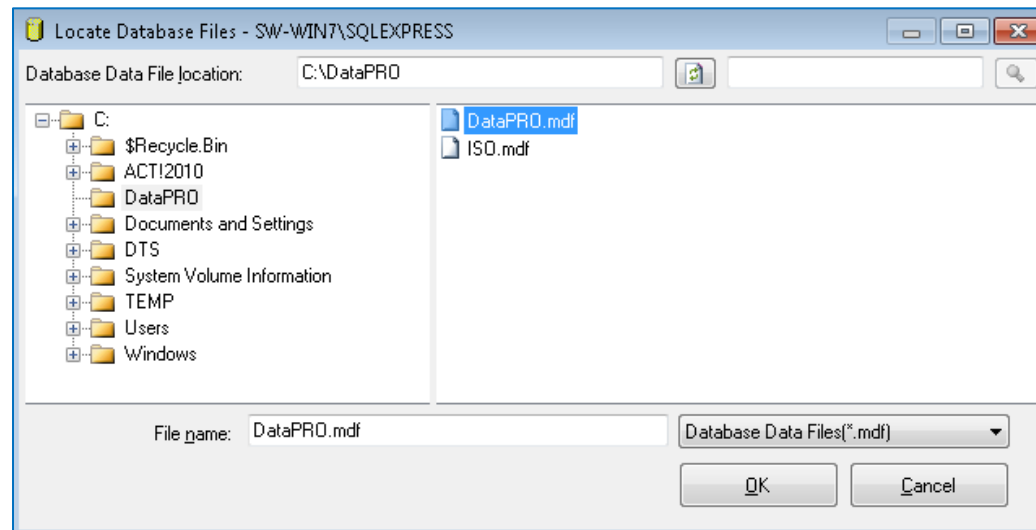 Locate Database Files - SW-WIN7\SQLEXPRESS
Database Data File location: C:\DataPRO
C:
$Recycle.Bin
ACT!2010
DataPRO
Documents and Settings
DTS
System Volume Information
TEMP
Users
Windows
DataPRO.mdf
ISO.mdf
File name: DataPRO.mdf Database Data Files(*.mdf)
OK Cancel